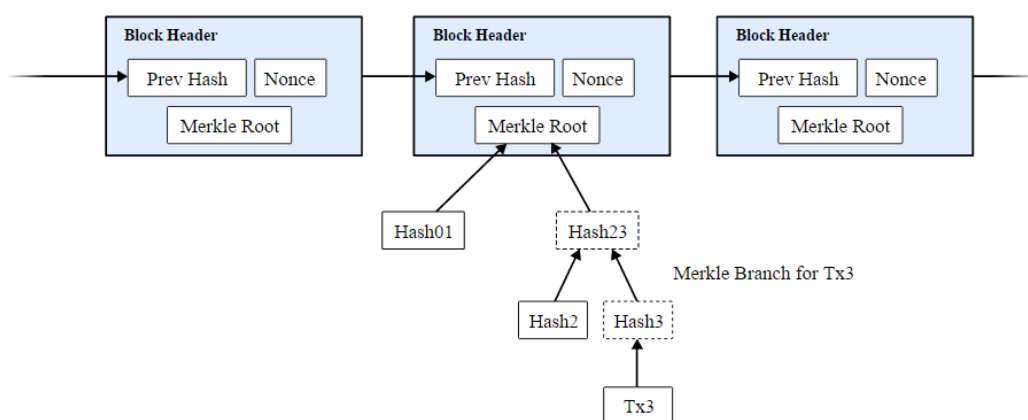 Block Header
Block Header
Block Header
Prev Hash
Nonce
Prev Hash
Nonce
Prev Hash
Nonce
Merkle Root
Merkle Root
Merkle Root
Hash01
Hash23
Merkle Branch for Tx3
Hash2
Hash3
Tx3